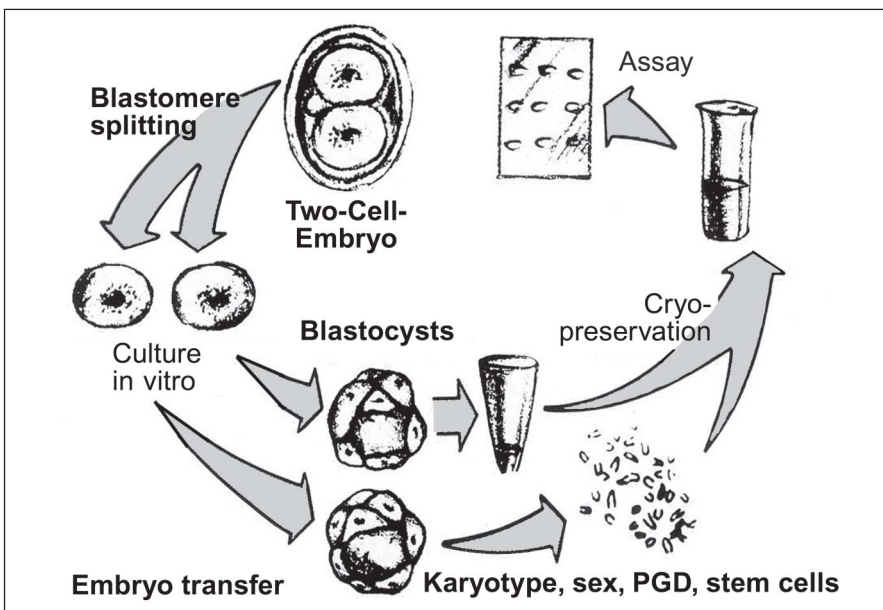 Blastomere
splitting
Two-Cell-
Embryo
Assay
Culture
in vitro
Blastocysts
Cryo-
preservation
Embryo transfer
Karyotype, sex, PGD, stem cells